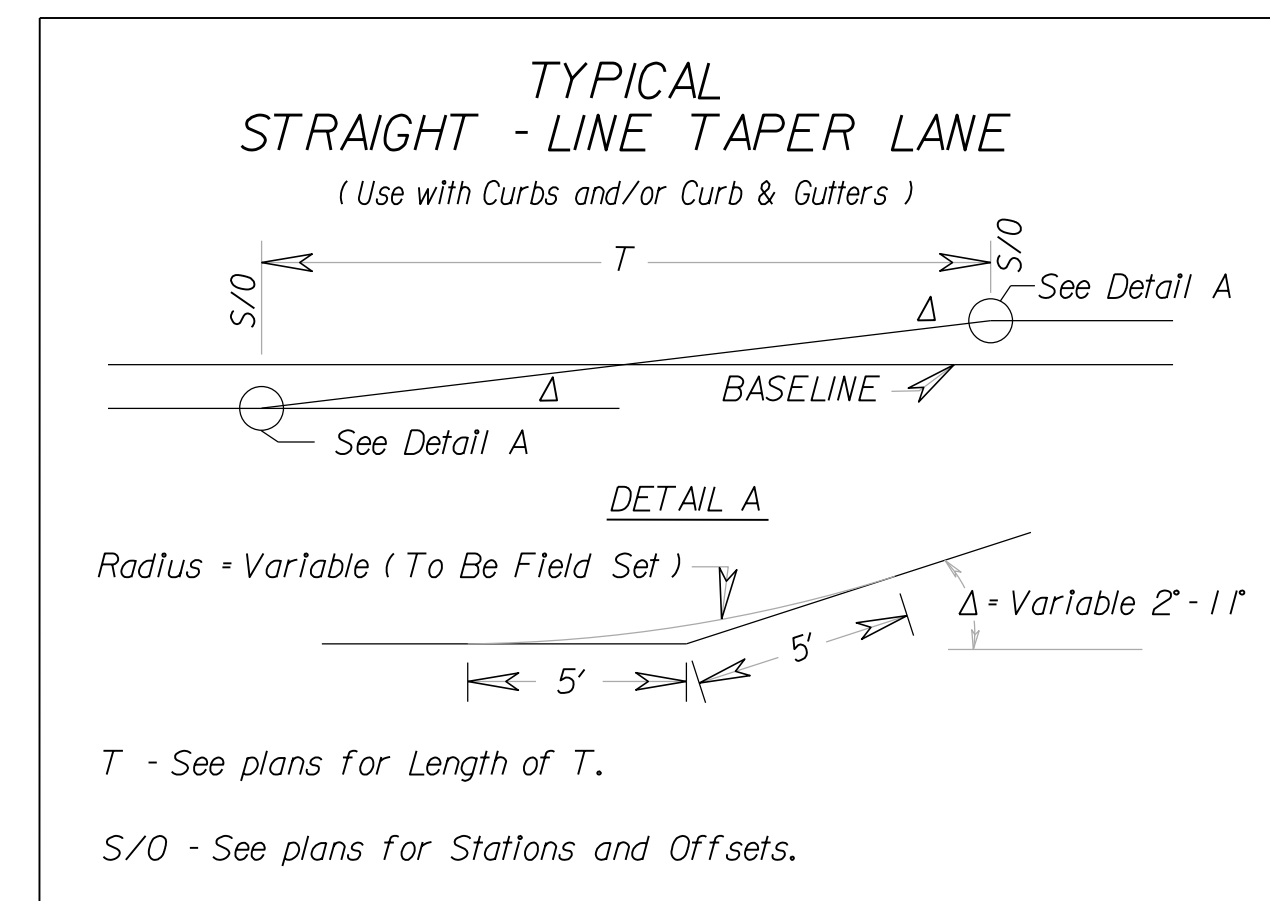 TYPICAL
STRAIGHT - LINE TAPER LANE
( Use with Curbs and/or Curb & Gutters )
S/O
T
S/O
See Detail A
Δ
Δ
BASELINE
See Detail A
DETAIL A
Radius = Variable ( To Be Field Set )
Δ = Variable 2° - 11°
5'
5'
T - See plans for Length of T.
S/O - See plans for Stations and Offsets.